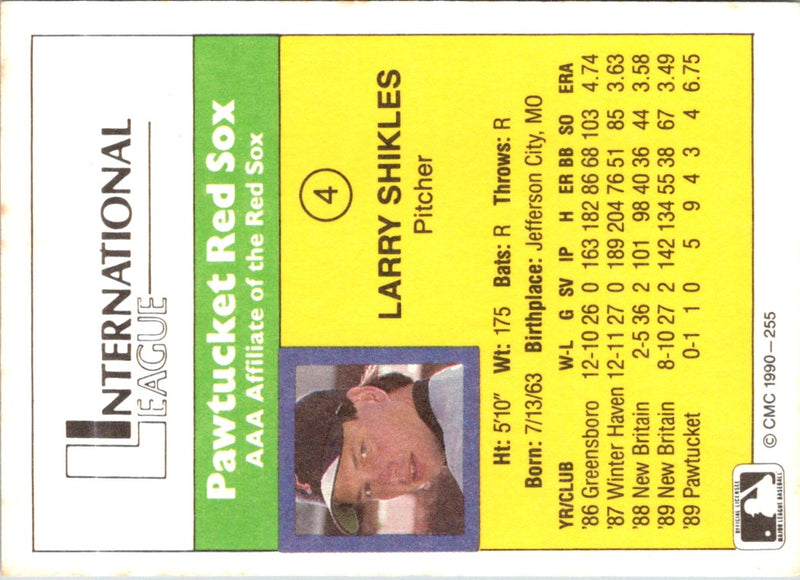 INTERNATIONAL
LEAGUE
Pawtucket Red Sox
AAA Affiliate of the Red Sox
4
LARRY SHIKLES
Pitcher
Ht: 5'10" Wt: 175 Bats: R Throws: R
Born: 7/13/63 Birthplace: Jefferson City, MO
YR/CLUB W-L G SV IP H ER BB SO ERA
'86 Greensboro 12-10 26 0 163 182 86 68 103 4.74
'87 Winter Haven 12-11 27 0 189 204 76 51 85 3.63
'88 New Britain 2-5 36 2 101 98 40 36 44 3.58
'89 New Britain 8-10 27 2 142 134 55 38 67 3.49
'89 Pawtucket 0-1 1 0 5 9 4 3 4 6.75
OFFICIAL LICENSEE
MAJOR LEAGUE BASEBALL
© CMC 1990–255